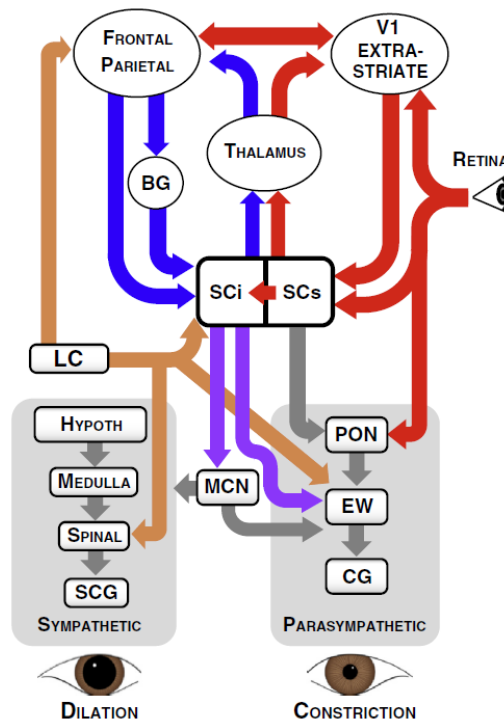 FRONTAL
PARIETAL
V1
EXTRA-
STRIATE
THALAMUS
RETINA
BG
SCi
SCs
LC
HYPOTH
MEDULLA
SPINAL
SCG
SYMPATHETIC
MCN
PON
EW
CG
PARASYMPATHETIC
DILATION
CONSTRICTION